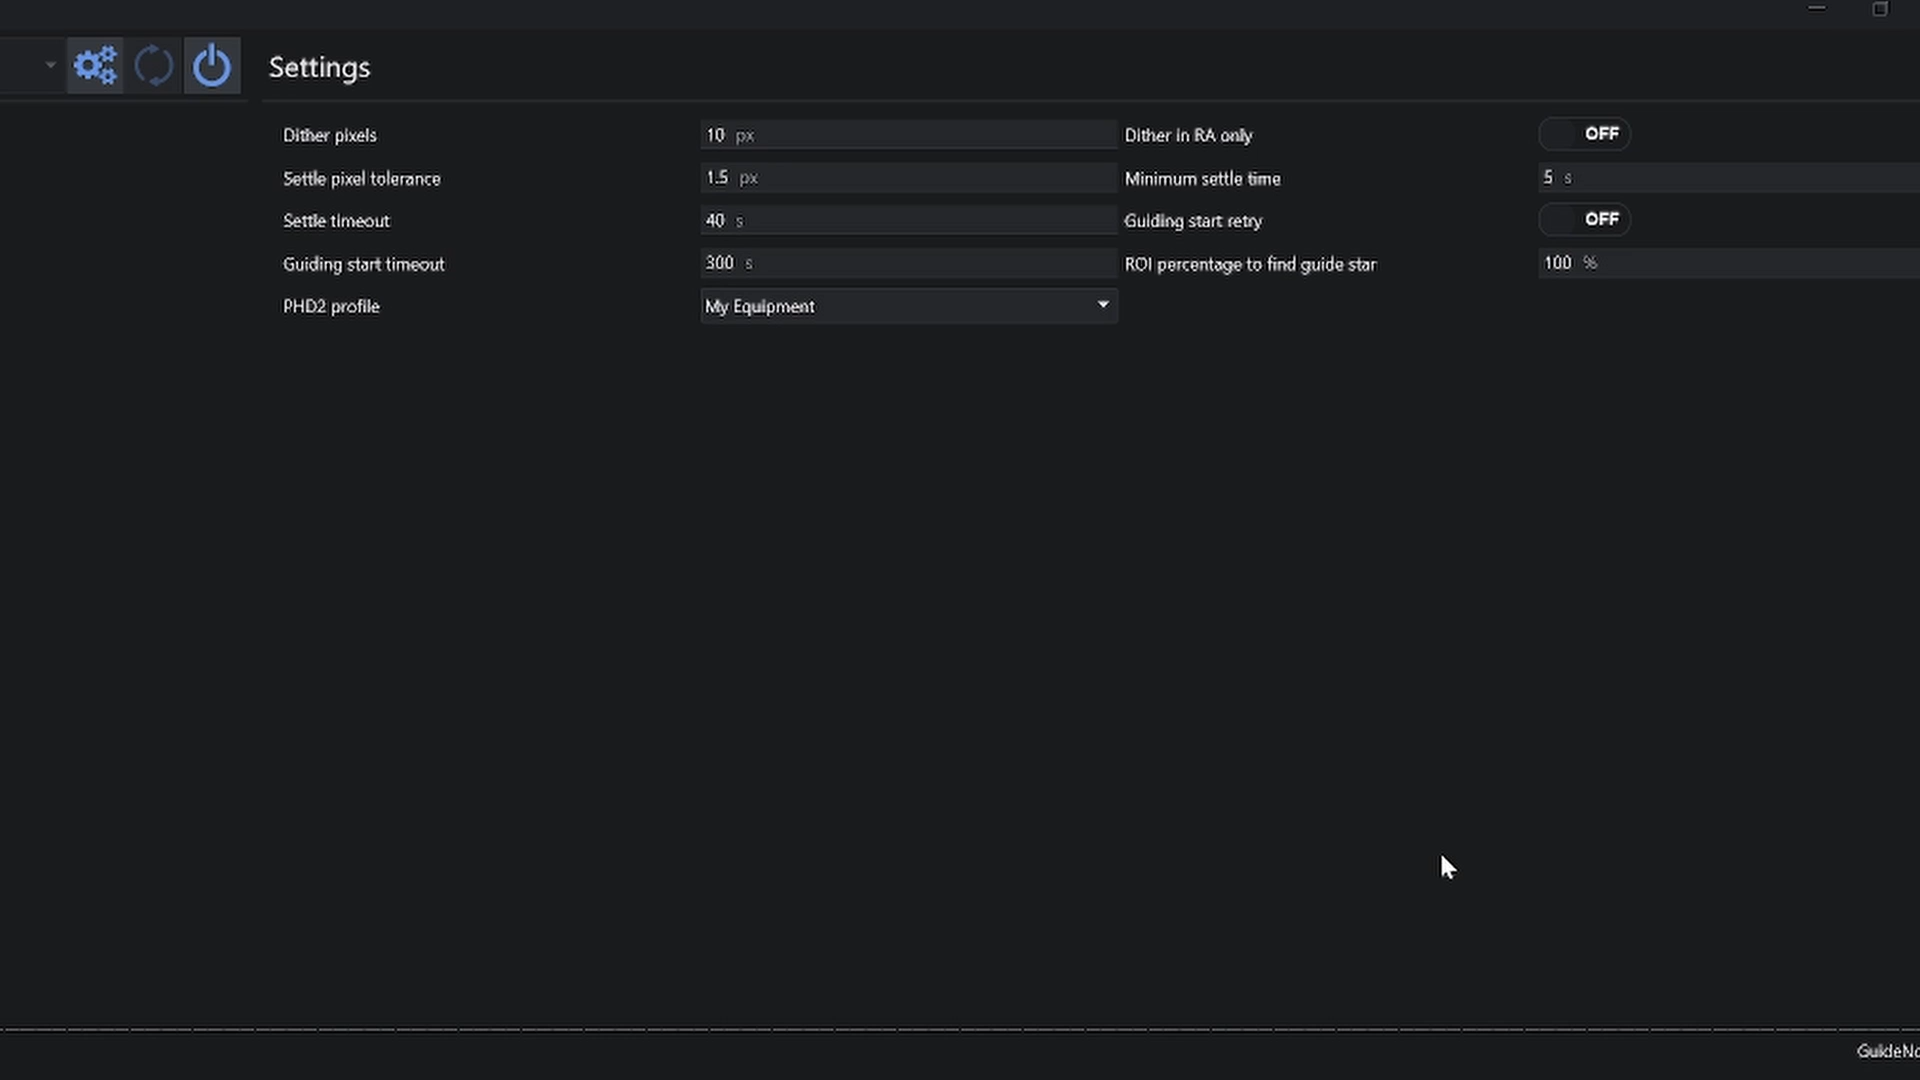 Settings
Dither pixels 10 px Dither in RA only OFF
Settle pixel tolerance 1.5 px Minimum settle time 5 s
Settle timeout 40 s Guiding start retry OFF
Guiding start timeout 300 s ROI percentage to find guide star 100 %
PHD2 profile My Equipment